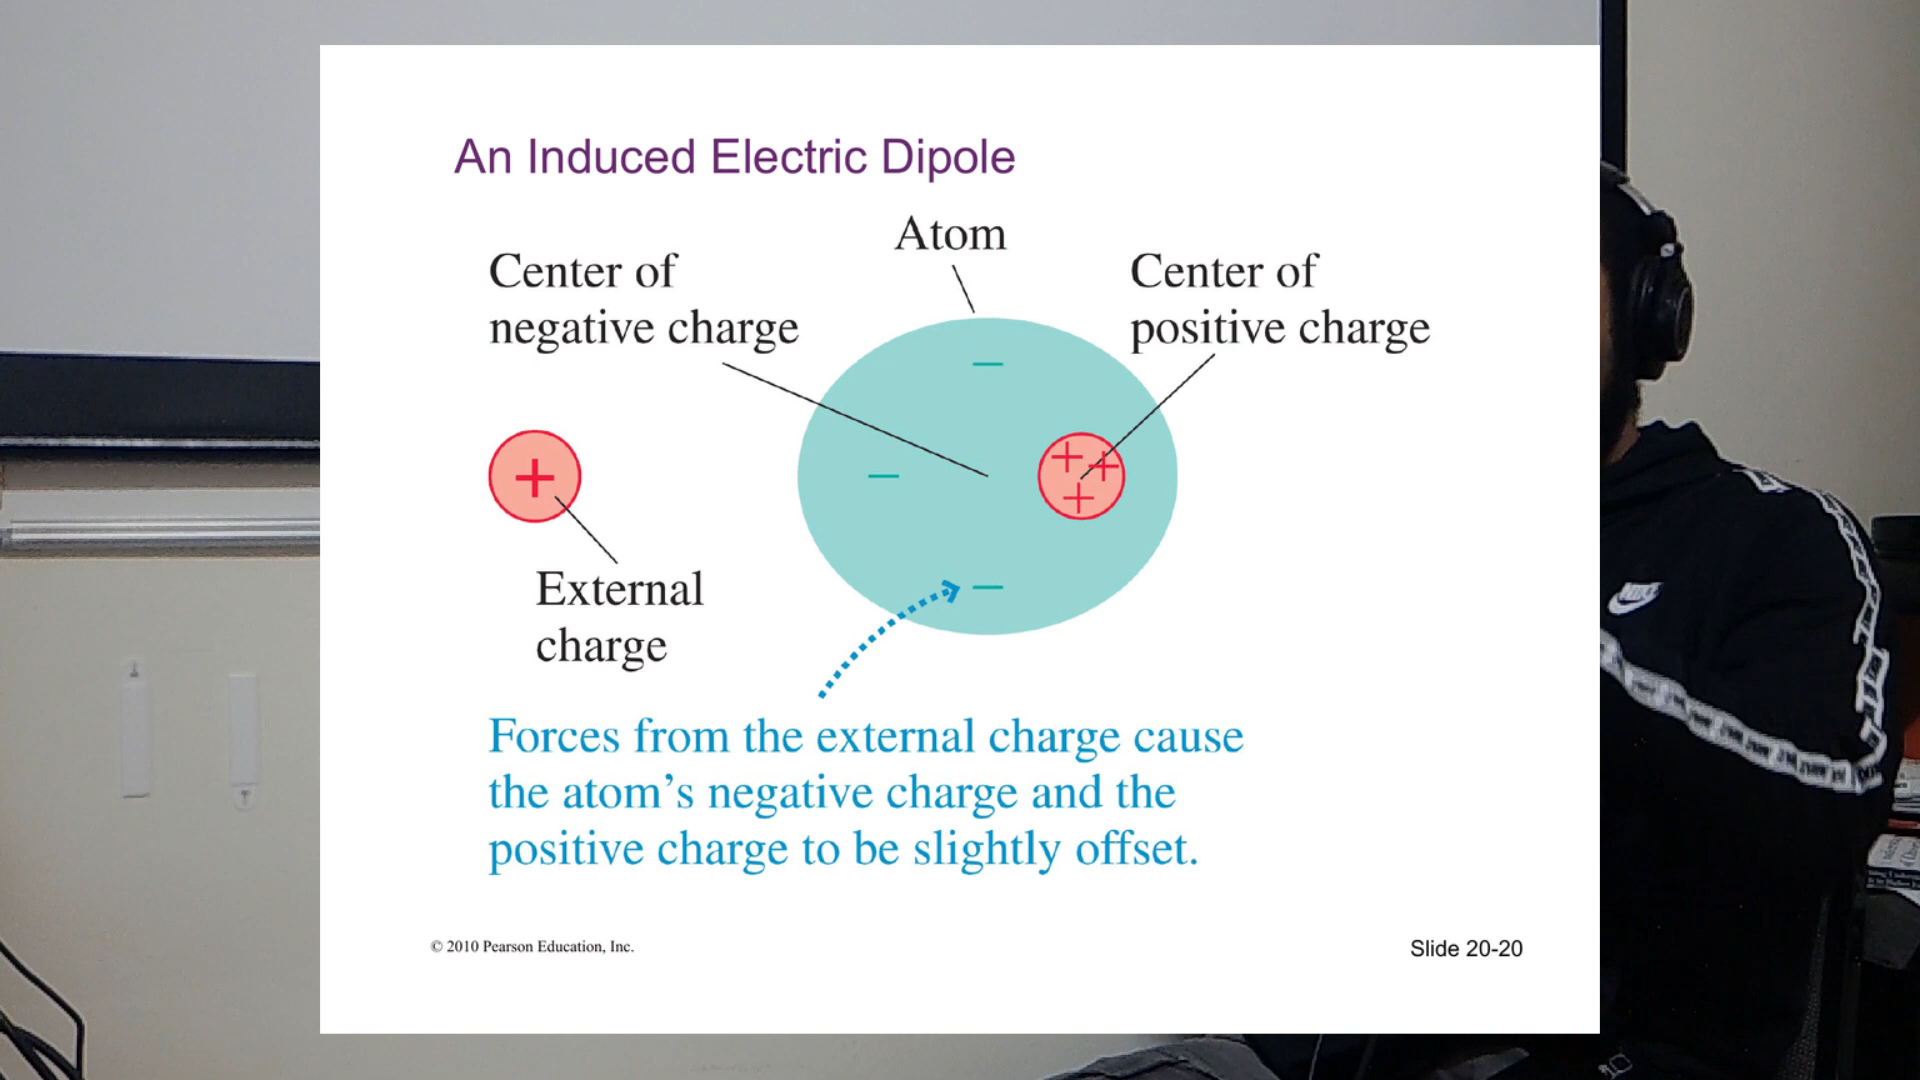 An Induced Electric Dipole
Atom
Center of
negative charge
Center of
positive charge
+
+ + +
− − −
External
charge
Forces from the external charge cause
the atom’s negative charge and the
positive charge to be slightly offset.
© 2010 Pearson Education, Inc.
Slide 20-20